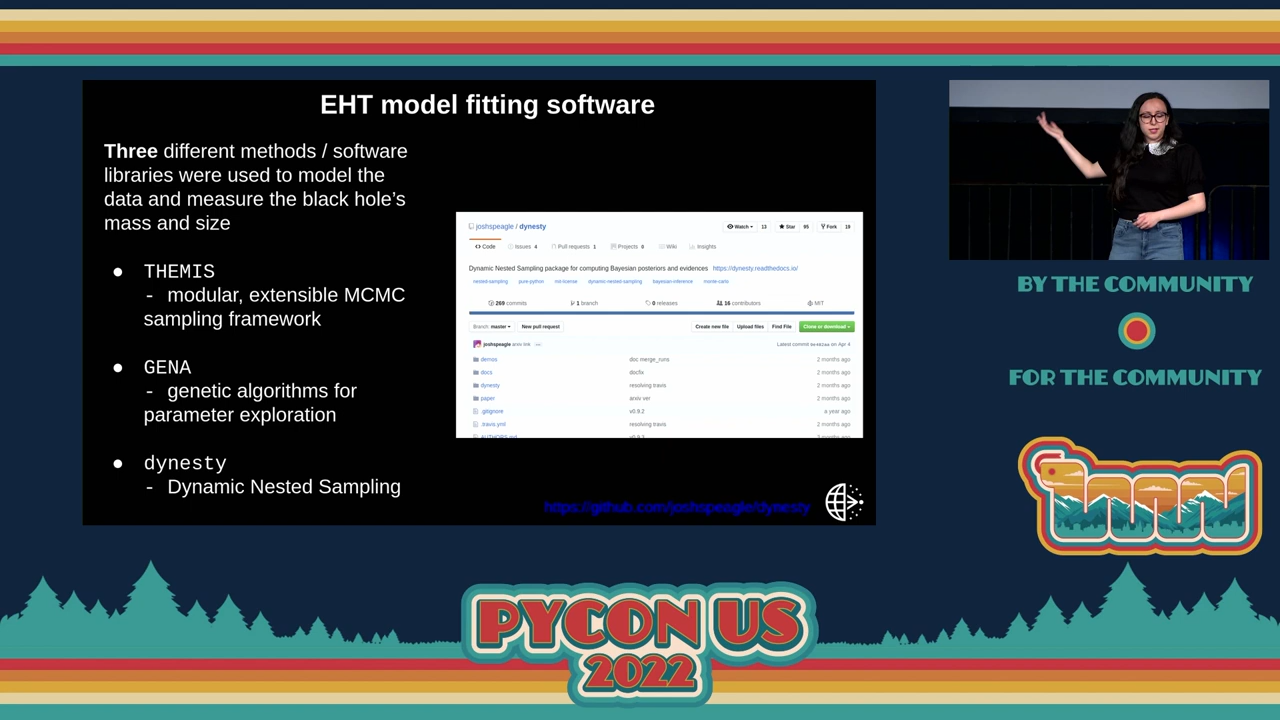 EHT model fitting software
Three different methods / software
libraries were used to model the
data and measure the black hole's
mass and size
● THEMIS
- modular, extensible MCMC
sampling framework
● GENA
- genetic algorithms for
parameter exploration
● dynesty
- Dynamic Nested Sampling
joshspeagle / dynesty
Watch 13 Star 95 Fork 19
Code Issues 4 Pull requests 1 Projects 0 Wiki Insights
Dynamic Nested Sampling package for computing Bayesian posteriors and evidences https://dynesty.readthedocs.io/
nested-sampling pure-python mit-license dynamic-nested-sampling bayesian-inference monte-carlo
269 commits 1 branch 0 releases 16 contributors MIT
Branch: master New pull request Create new file Upload files Find File Clone or download
joshspeagle arxiv link Latest commit on Apr 4
demos doc merge_runs 2 months ago
docs docfix 2 months ago
dynesty resolving travis 2 months ago
paper arxiv ver 2 months ago
.gitignore v0.9.2 a year ago
.travis.yml resolving travis 2 months ago
AUTHORS.md
https://github.com/joshspeagle/dynesty
BY THE COMMUNITY
FOR THE COMMUNITY
PYCON US
2022